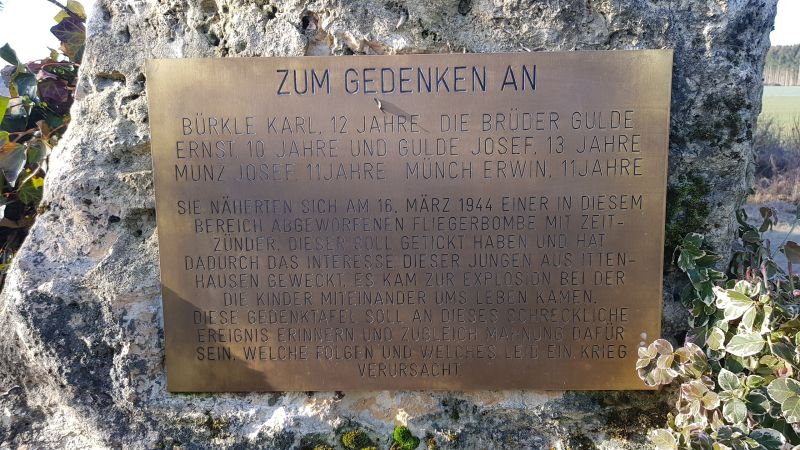 ZUM GEDENKEN AN
BÜRKLE KARL, 12 JAHRE DIE BRÜDER GULDE
ERNST, 10 JAHRE UND GULDE JOSEF, 13 JAHRE
MUNZ JOSEF, 11 JAHRE MÜNCH ERWIN, 11 JAHRE
SIE NÄHERTEN SICH AM 16. MÄRZ 1944 EINER IN DIESEM
BEREICH ABGEWORFENEN FLIEGERBOMBE MIT ZEIT-
ZÜNDER, DIESER SOLL GETICKT HABEN UND HAT
DADURCH DAS INTERESSE DIESER JUNGEN AUS ITTEN-
HAUSEN GEWECKT. ES KAM ZUR EXPLOSION BEI DER
DIE KINDER MITEINANDER UMS LEBEN KAMEN.
DIESE GEDENKTAFEL SOLL AN DIESES SCHRECKLICHE
EREIGNIS ERINNERN UND ZUGLEICH MAHNUNG DAFÜR
SEIN, WELCHE FOLGEN UND WELCHES LEID EIN KRIEG
VERURSACHT